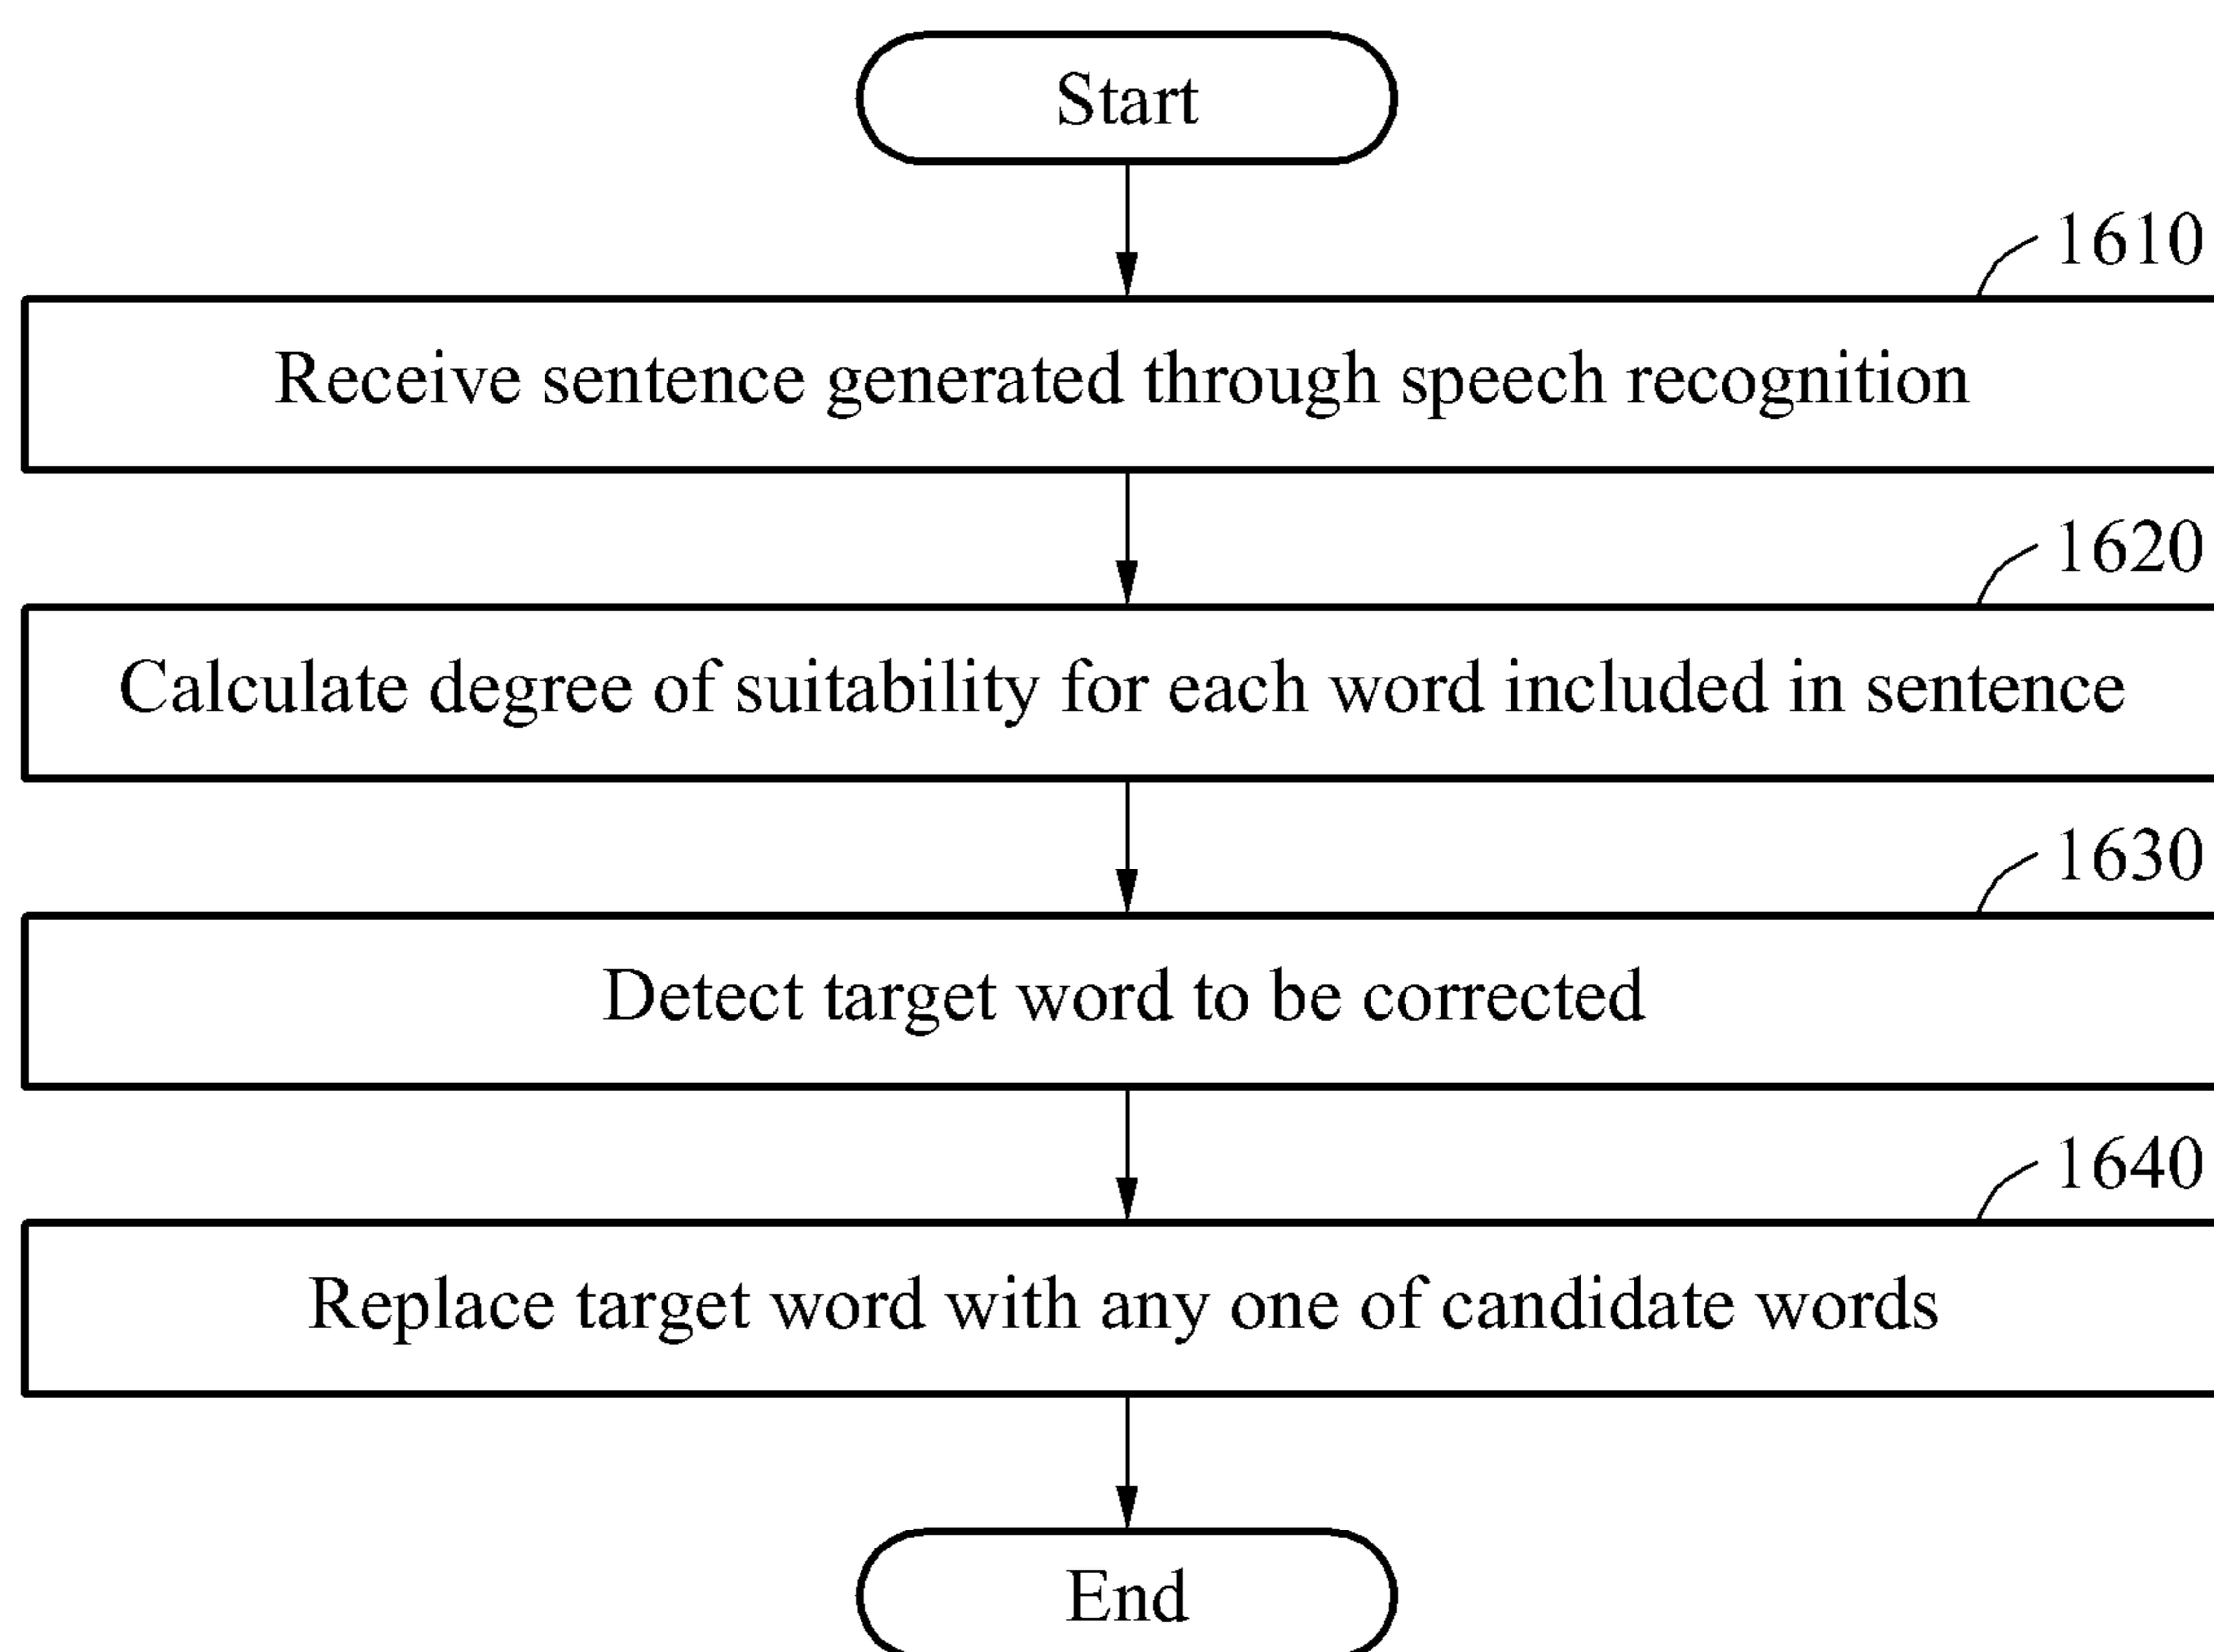 Start
1610
Receive sentence generated through speech recognition
1620
Calculate degree of suitability for each word included in sentence
1630
Detect target word to be corrected
1640
Replace target word with any one of candidate words
End